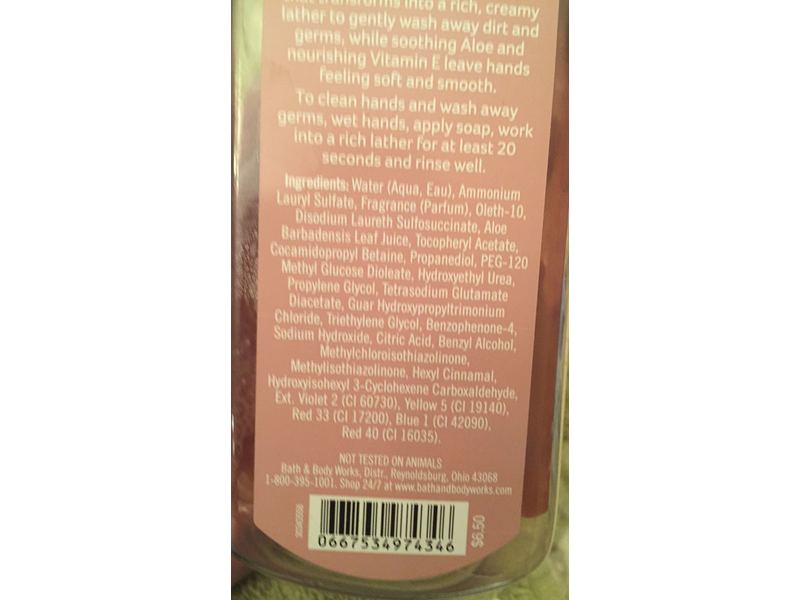 that transforms into a rich, creamy
lather to gently wash away dirt and
germs, while soothing Aloe and
nourishing Vitamin E leave hands
feeling soft and smooth.
To clean hands and wash away
germs, wet hands, apply soap, work
into a rich lather for at least 20
seconds and rinse well.
Ingredients: Water (Aqua, Eau), Ammonium
Lauryl Sulfate, Fragrance (Parfum), Oleth-10,
Disodium Laureth Sulfosuccinate, Aloe
Barbadensis Leaf Juice, Tocopheryl Acetate,
Cocamidopropyl Betaine, Propanediol, PEG-120
Methyl Glucose Dioleate, Hydroxyethyl Urea,
Propylene Glycol, Tetrasodium Glutamate
Diacetate, Guar Hydroxypropyltrimonium
Chloride, Triethylene Glycol, Benzophenone-4,
Sodium Hydroxide, Citric Acid, Benzyl Alcohol,
Methylchloroisothiazolinone,
Methylisothiazolinone, Hexyl Cinnamal,
Hydroxyisohexyl 3-Cyclohexene Carboxaldehyde,
Ext. Violet 2 (CI 60730), Yellow 5 (CI 19140),
Red 33 (CI 17200), Blue 1 (CI 42090),
Red 40 (CI 16035).
NOT TESTED ON ANIMALS
Bath & Body Works, Distr., Reynoldsburg, Ohio 43068
1-800-395-1001. Shop 24/7 at www.bathandbodyworks.com
0667534974346
$6.50